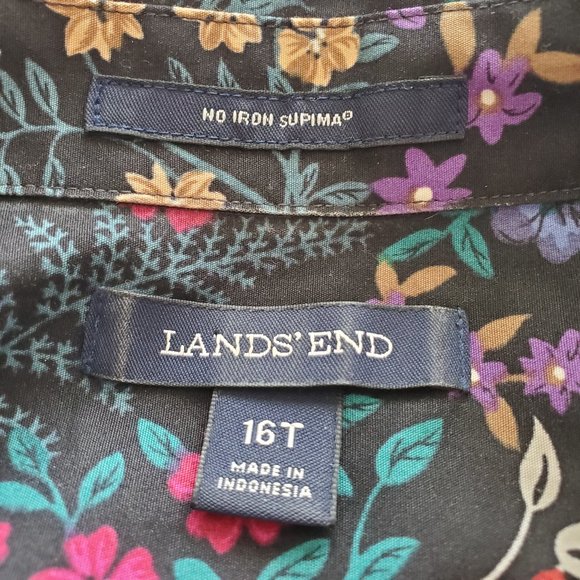 NO IRON SUPIMA®
LANDS' END
16T
MADE IN
INDONESIA